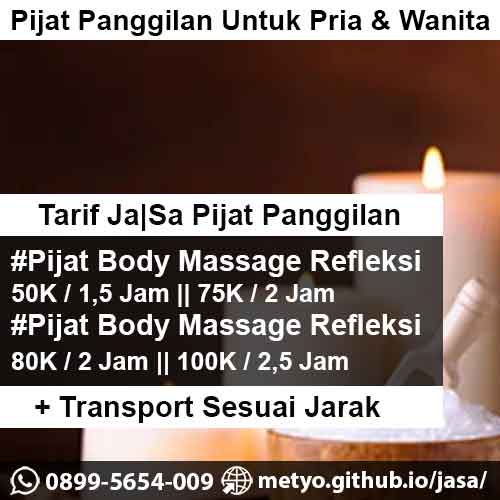 Pijat Panggilan Untuk Pria & Wanita
Tarif Ja|Sa Pijat Panggilan
#Pijat Body Massage Refleksi
50K / 1,5 Jam || 75K / 2 Jam
#Pijat Body Massage Refleksi
80K / 2 Jam || 100K / 2,5 Jam
+ Transport Sesuai Jarak
0899-5654-009 metyo.github.io/jasa/